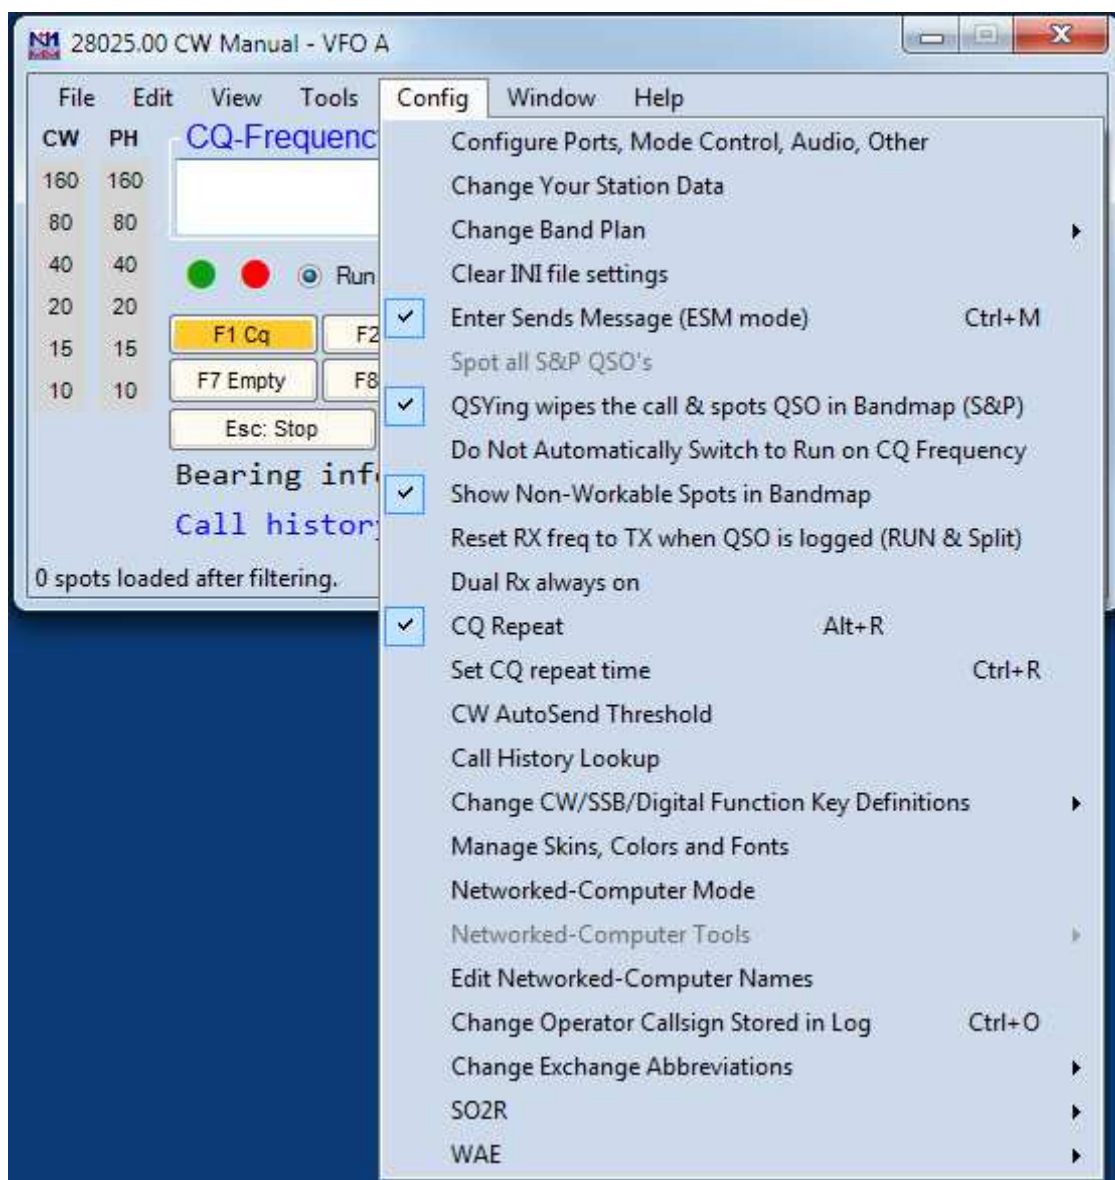 28025.00 CW Manual - VFO A
File Edit View Tools Config Window Help
CW PH CQ-Frequenc
160 160
80 80
40 40
20 20
15 15
10 10
Run
F1 Cq F2
F7 Empty F8
Esc: Stop
Bearing inf
Call histor
0 spots loaded after filtering.
Configure Ports, Mode Control, Audio, Other
Change Your Station Data
Change Band Plan
Clear INI file settings
Enter Sends Message (ESM mode) Ctrl+M
Spot all S&P QSO's
QSYing wipes the call & spots QSO in Bandmap (S&P)
Do Not Automatically Switch to Run on CQ Frequency
Show Non-Workable Spots in Bandmap
Reset RX freq to TX when QSO is logged (RUN & Split)
Dual Rx always on
CQ Repeat Alt+R
Set CQ repeat time Ctrl+R
CW AutoSend Threshold
Call History Lookup
Change CW/SSB/Digital Function Key Definitions
Manage Skins, Colors and Fonts
Networked-Computer Mode
Networked-Computer Tools
Edit Networked-Computer Names
Change Operator Callsign Stored in Log Ctrl+O
Change Exchange Abbreviations
SO2R
WAE